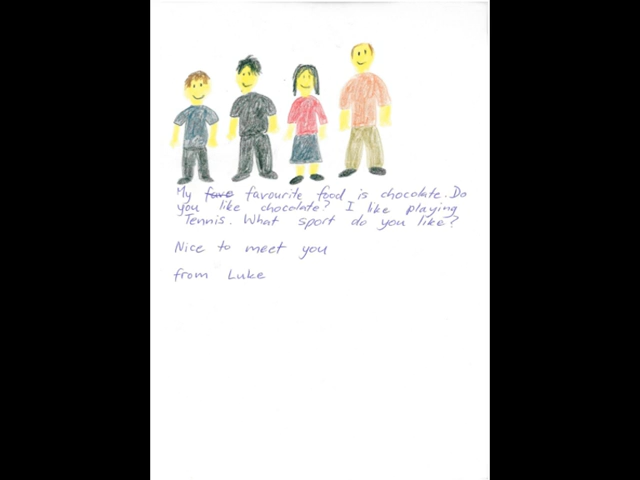 My fave favourite food is chocolate. Do
you like chocolate? I like playing
Tennis. What sport do you like?
Nice to meet you
from Luke